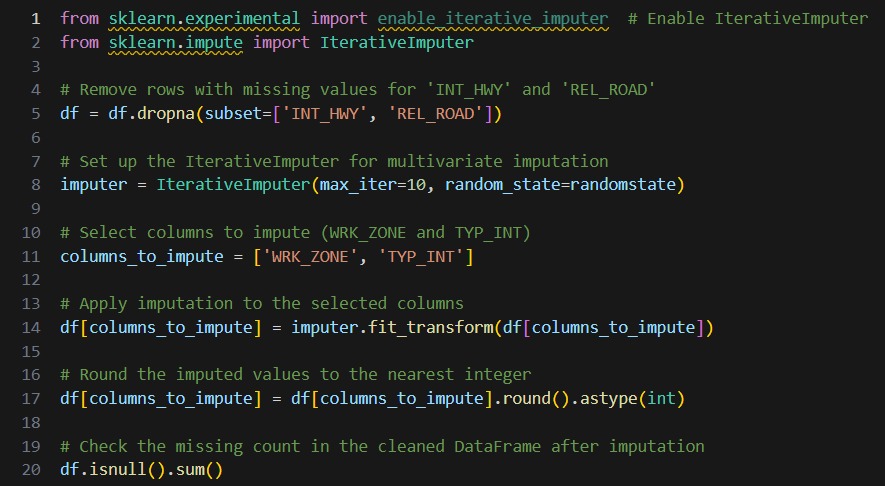 1 from sklearn.experimental import enable_iterative_imputer  # Enable IterativeImputer
2 from sklearn.impute import IterativeImputer
3
4 # Remove rows with missing values for 'INT_HWY' and 'REL_ROAD'
5 df = df.dropna(subset=['INT_HWY', 'REL_ROAD'])
6
7 # Set up the IterativeImputer for multivariate imputation
8 imputer = IterativeImputer(max_iter=10, random_state=randomstate)
9
10 # Select columns to impute (WRK_ZONE and TYP_INT)
11 columns_to_impute = ['WRK_ZONE', 'TYP_INT']
12
13 # Apply imputation to the selected columns
14 df[columns_to_impute] = imputer.fit_transform(df[columns_to_impute])
15
16 # Round the imputed values to the nearest integer
17 df[columns_to_impute] = df[columns_to_impute].round().astype(int)
18
19 # Check the missing count in the cleaned DataFrame after imputation
20 df.isnull().sum()